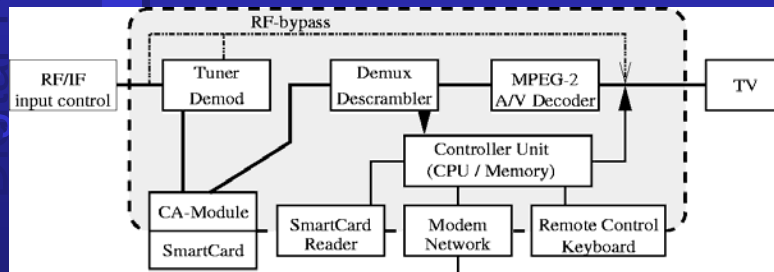 RF-bypass
RF/IF
input control
Tuner
Demod
Demux
Descrambler
MPEG-2
A/V Decoder
TV
Controller Unit
(CPU / Memory)
CA-Module
SmartCard
SmartCard
Reader
Modem
Network
Remote Control
Keyboard